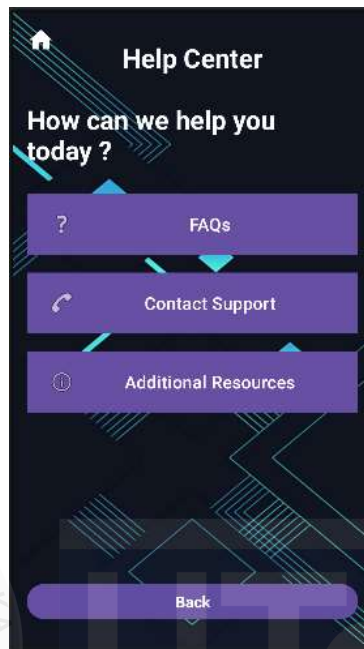 Help Center
How can we help you
today ?
? FAQs
Contact Support
Additional Resources
Back